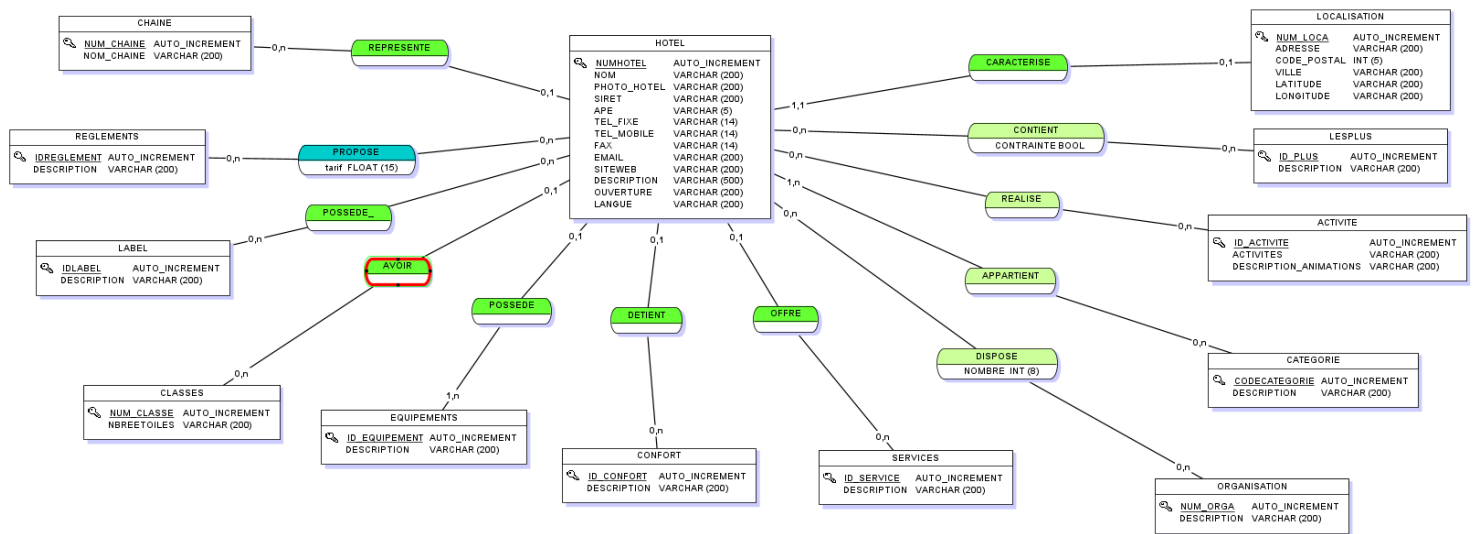 CHAINE
NUM_CHAINE AUTO_INCREMENT
NOM_CHAINE VARCHAR (200)
0,n
REPRESENTE
0,1
HOTEL
NUMHOTEL AUTO_INCREMENT
NOM VARCHAR (200)
PHOTO_HOTEL VARCHAR (200)
SIRET VARCHAR (200)
APE VARCHAR (5)
TEL_FIXE VARCHAR (14)
TEL_MOBILE VARCHAR (14)
FAX VARCHAR (14)
EMAIL VARCHAR (200)
SITEWEB VARCHAR (200)
DESCRIPTION VARCHAR (500)
OUVERTURE VARCHAR (200)
LANGUE VARCHAR (200)
CARACTERISE
1,1
0,1
LOCALISATION
NUM_LOCA AUTO_INCREMENT
ADRESSE VARCHAR (200)
CODE_POSTAL INT (5)
VILLE VARCHAR (200)
LATITUDE VARCHAR (200)
LONGITUDE VARCHAR (200)
REGLEMENTS
IDREGLEMENT AUTO_INCREMENT
DESCRIPTION VARCHAR (200)
0,n
PROPOSE
tarif FLOAT (15)
0,n
0,n
CONTIENT
CONTRAINTE BOOL
0,n
LESPLUS
ID_PLUS AUTO_INCREMENT
DESCRIPTION VARCHAR (200)
LABEL
IDLABEL AUTO_INCREMENT
DESCRIPTION VARCHAR (200)
0,n
POSSEDE_
0,n
0,n
REALISE
0,n
ACTIVITE
ID_ACTIVITE AUTO_INCREMENT
ACTIVITES VARCHAR (200)
DESCRIPTION_ANIMATIONS VARCHAR (200)
0,1
AVOIR
0,n
CLASSES
NUM_CLASSE AUTO_INCREMENT
NBREETOILES VARCHAR (200)
0,1
POSSEDE
1,n
EQUIPEMENTS
ID_EQUIPEMENT AUTO_INCREMENT
DESCRIPTION VARCHAR (200)
0,1
DETIENT
0,n
CONFORT
ID_CONFORT AUTO_INCREMENT
DESCRIPTION VARCHAR (200)
0,1
OFFRE
0,n
SERVICES
ID_SERVICE AUTO_INCREMENT
DESCRIPTION VARCHAR (200)
1,n
APPARTIENT
0,n
CATEGORIE
CODECATEGORIE AUTO_INCREMENT
DESCRIPTION VARCHAR (200)
0,n
DISPOSE
NOMBRE INT (8)
0,n
ORGANISATION
NUM_ORGA AUTO_INCREMENT
DESCRIPTION VARCHAR (200)